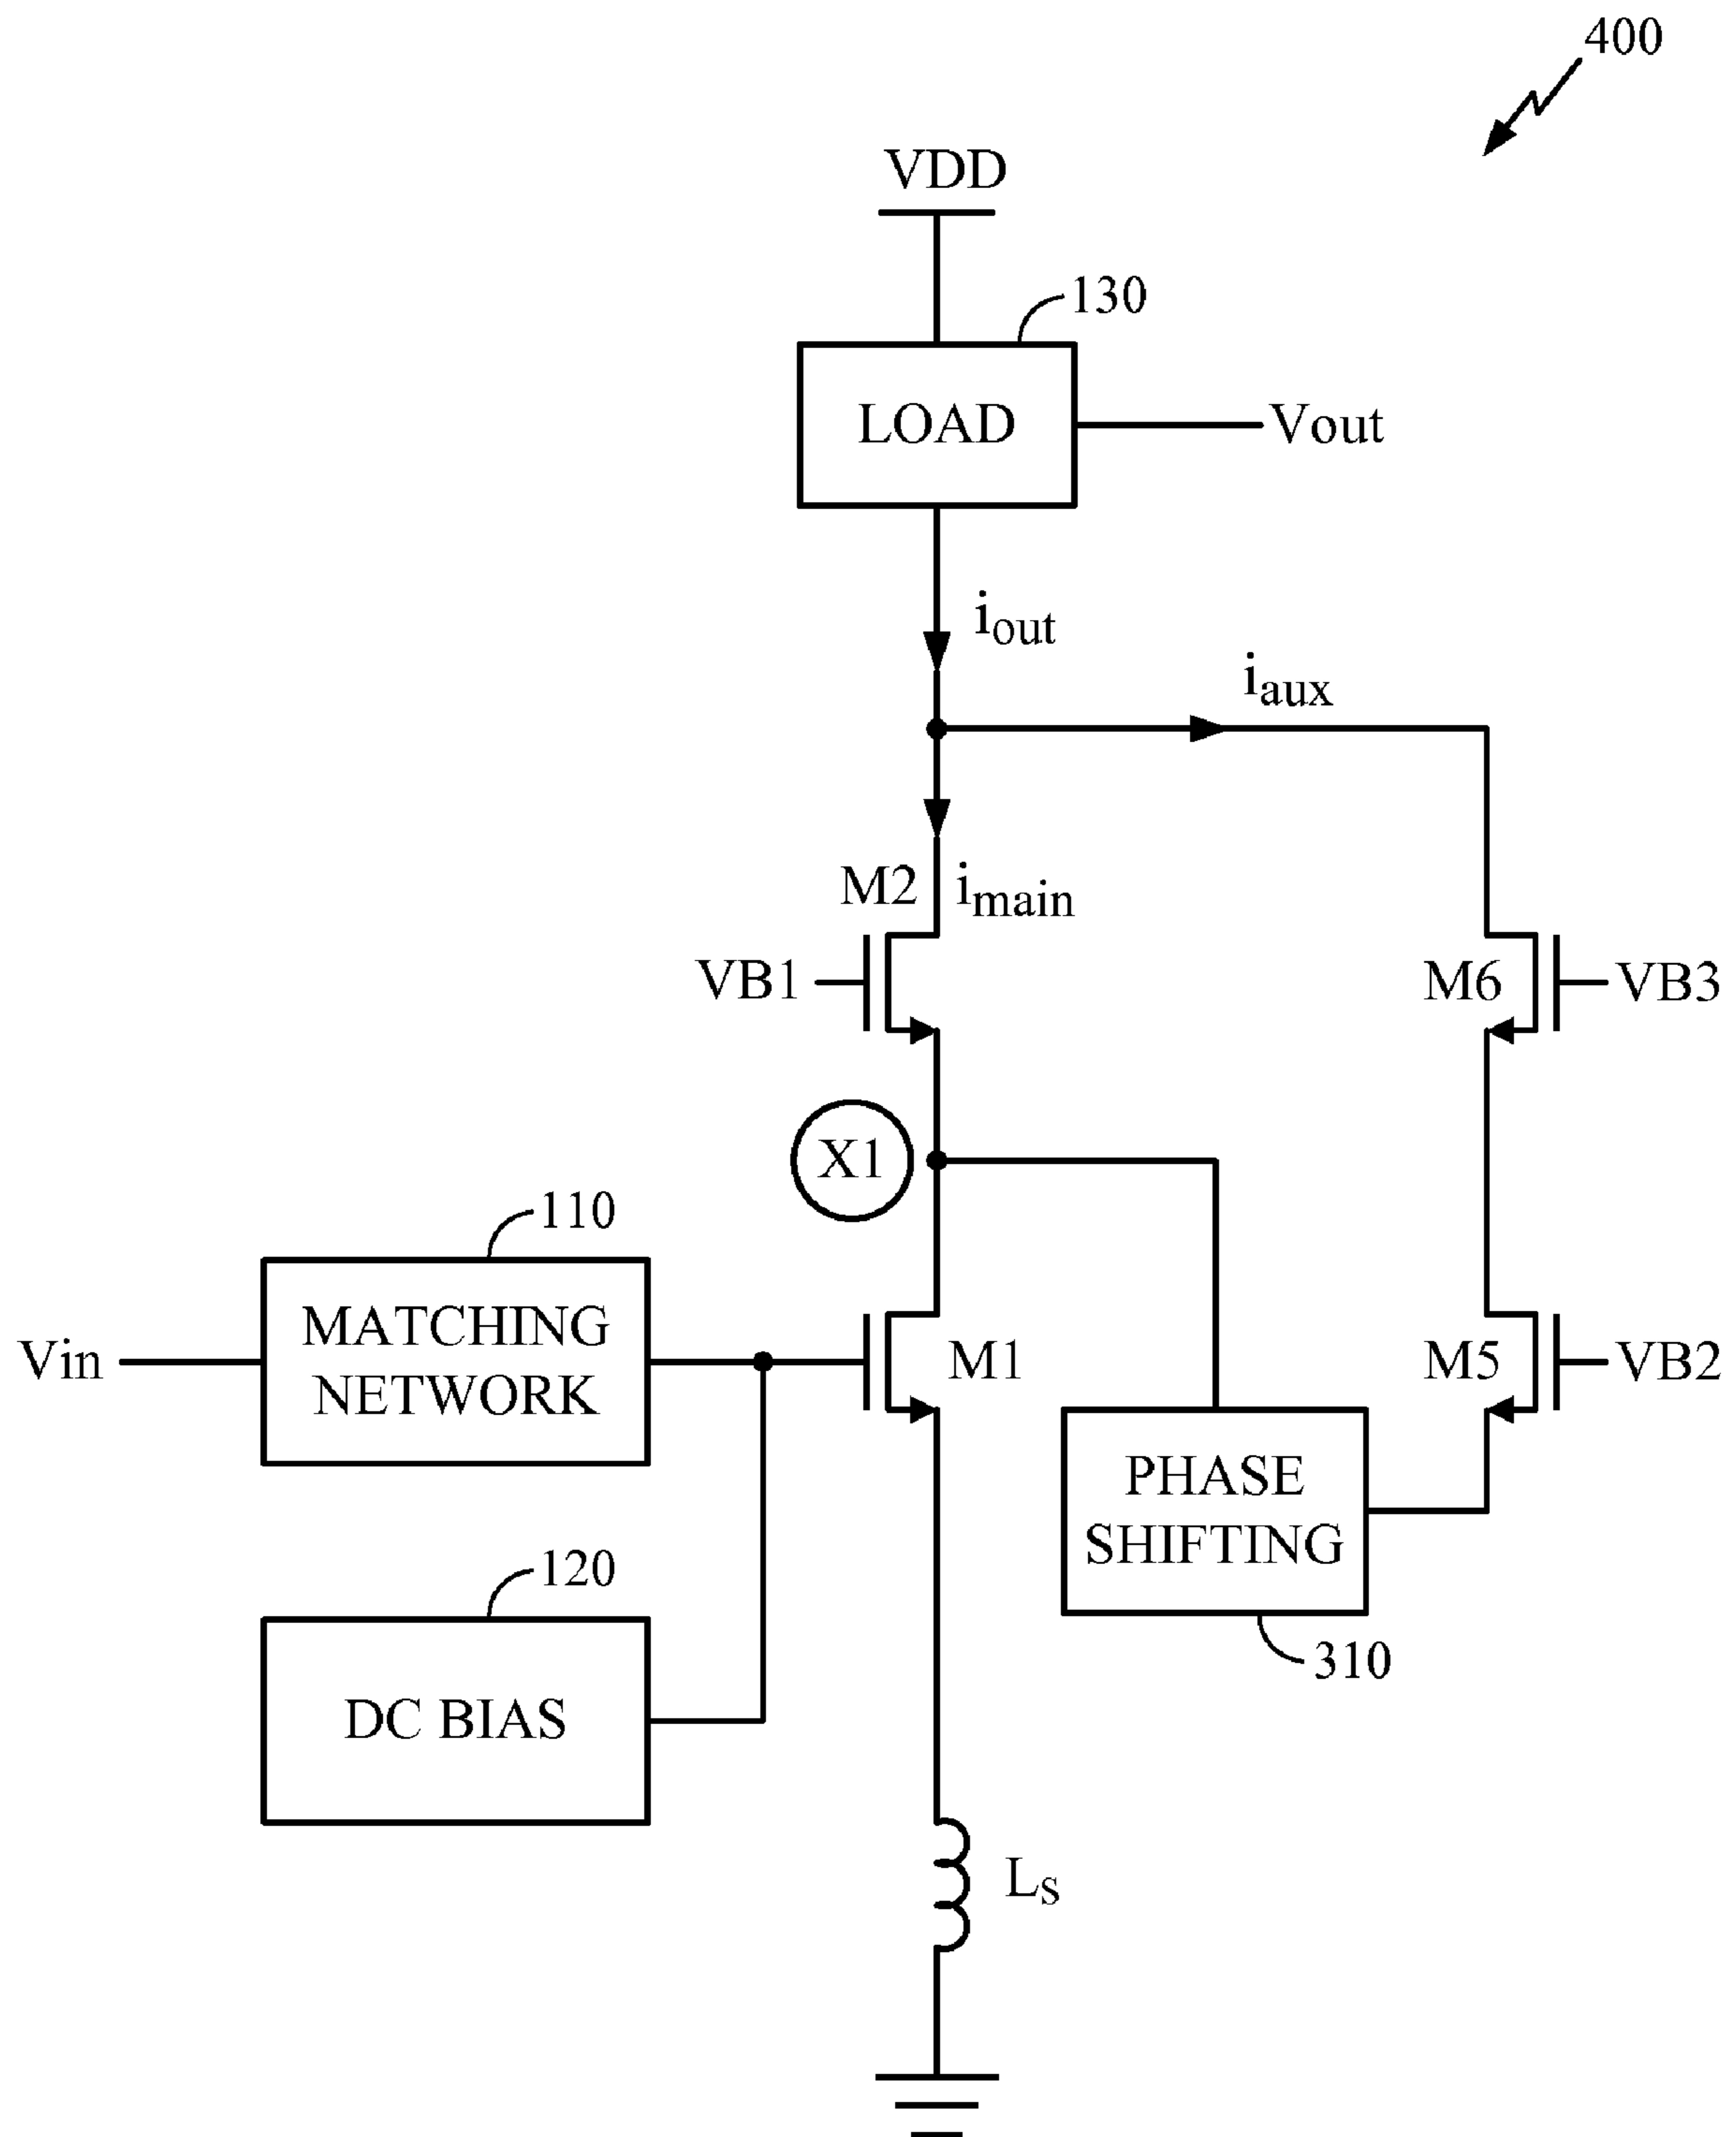 400
VDD
130
LOAD
Vout
iout
iaux
M2
imain
VB1
M6
VB3
X1
110
MATCHING
NETWORK
Vin
M1
M5
VB2
PHASE
SHIFTING
120
310
DC BIAS
LS